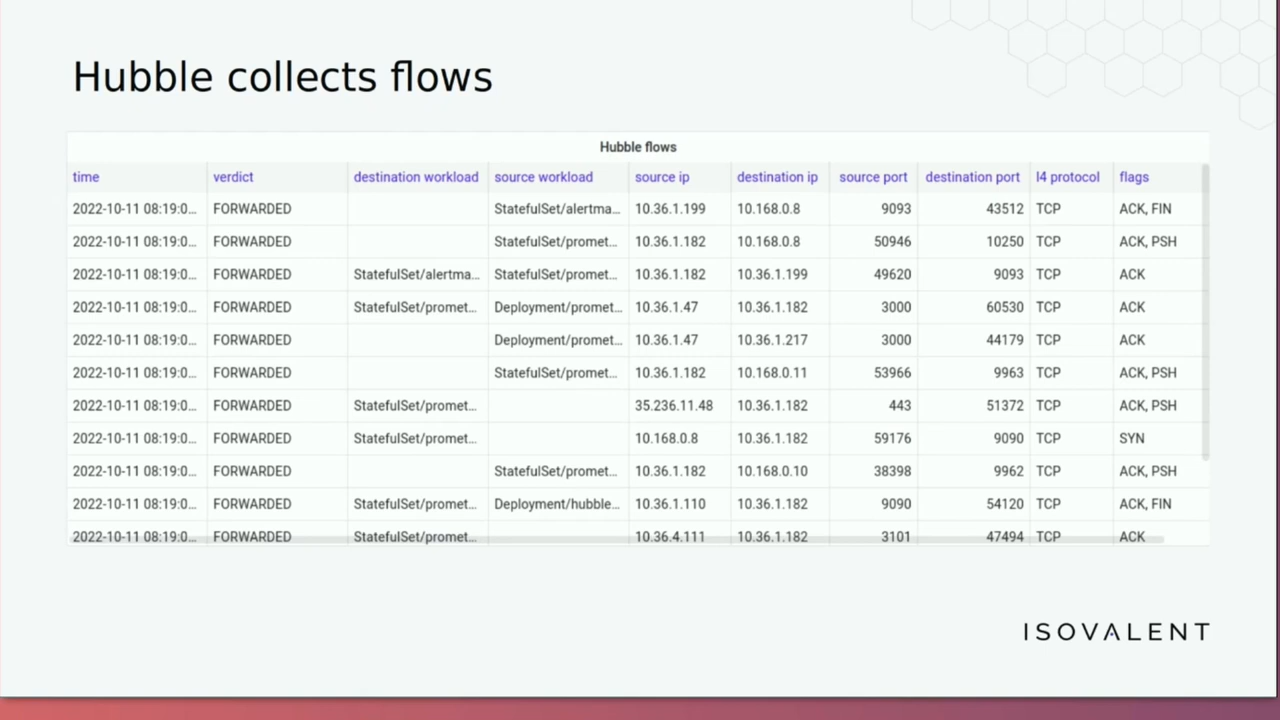 Hubble collects flows
Hubble flows
time verdict destination workload source workload source ip destination ip source port destination port l4 protocol flags
2022-10-11 08:19:0... FORWARDED StatefulSet/alertma... 10.36.1.199 10.168.0.8 9093 43512 TCP ACK, FIN
2022-10-11 08:19:0... FORWARDED StatefulSet/promet... 10.36.1.182 10.168.0.8 50946 10250 TCP ACK, PSH
2022-10-11 08:19:0... FORWARDED StatefulSet/alertma... StatefulSet/promet... 10.36.1.182 10.36.1.199 49620 9093 TCP ACK
2022-10-11 08:19:0... FORWARDED StatefulSet/promet... Deployment/promet... 10.36.1.47 10.36.1.182 3000 60530 TCP ACK
2022-10-11 08:19:0... FORWARDED Deployment/promet... 10.36.1.47 10.36.1.217 3000 44179 TCP ACK
2022-10-11 08:19:0... FORWARDED StatefulSet/promet... 10.36.1.182 10.168.0.11 53966 9963 TCP ACK, PSH
2022-10-11 08:19:0... FORWARDED StatefulSet/promet... 35.236.11.48 10.36.1.182 443 51372 TCP ACK, PSH
2022-10-11 08:19:0... FORWARDED StatefulSet/promet... 10.168.0.8 10.36.1.182 59176 9090 TCP SYN
2022-10-11 08:19:0... FORWARDED StatefulSet/promet... 10.36.1.182 10.168.0.10 38398 9962 TCP ACK, PSH
2022-10-11 08:19:0... FORWARDED StatefulSet/promet... Deployment/hubble... 10.36.1.110 10.36.1.182 9090 54120 TCP ACK, FIN
2022-10-11 08:19:0... FORWARDED StatefulSet/promet... 10.36.4.111 10.36.1.182 3101 47494 TCP ACK
ISOVALENT